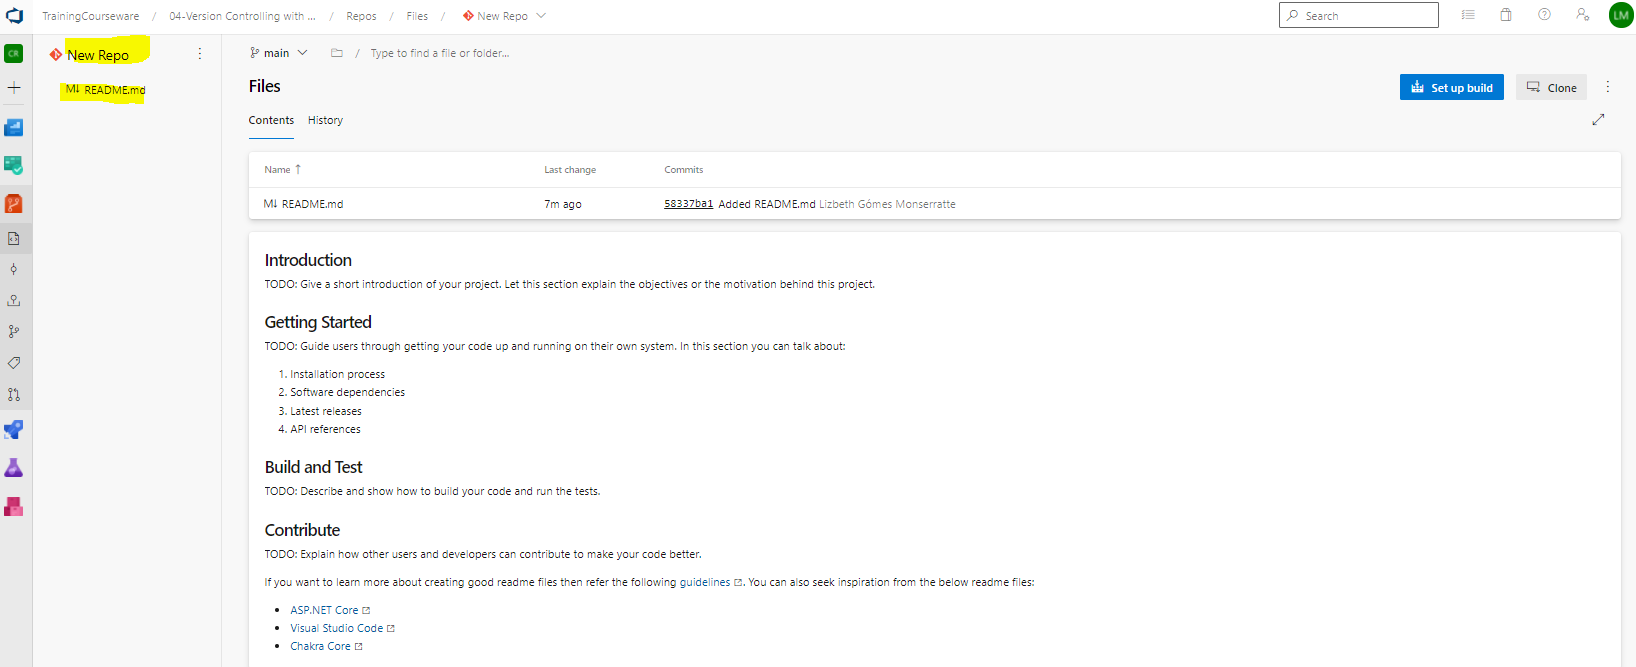 TrainingCourseware / 04-Version Controlling with ... / Repos / Files / New Repo
Search
LM
CR
New Repo
README.md
main
/ Type to find a file or folder...
Files
Set up build
Clone
Contents
History
Name ↑
Last change
Commits
README.md
7m ago
58337ba1 Added README.md Lizbeth Gómes Monserratte
Introduction
TODO: Give a short introduction of your project. Let this section explain the objectives or the motivation behind this project.
Getting Started
TODO: Guide users through getting your code up and running on their own system. In this section you can talk about:
1. Installation process
2. Software dependencies
3. Latest releases
4. API references
Build and Test
TODO: Describe and show how to build your code and run the tests.
Contribute
TODO: Explain how other users and developers can contribute to make your code better.
If you want to learn more about creating good readme files then refer the following guidelines. You can also seek inspiration from the below readme files:
• ASP.NET Core
• Visual Studio Code
• Chakra Core